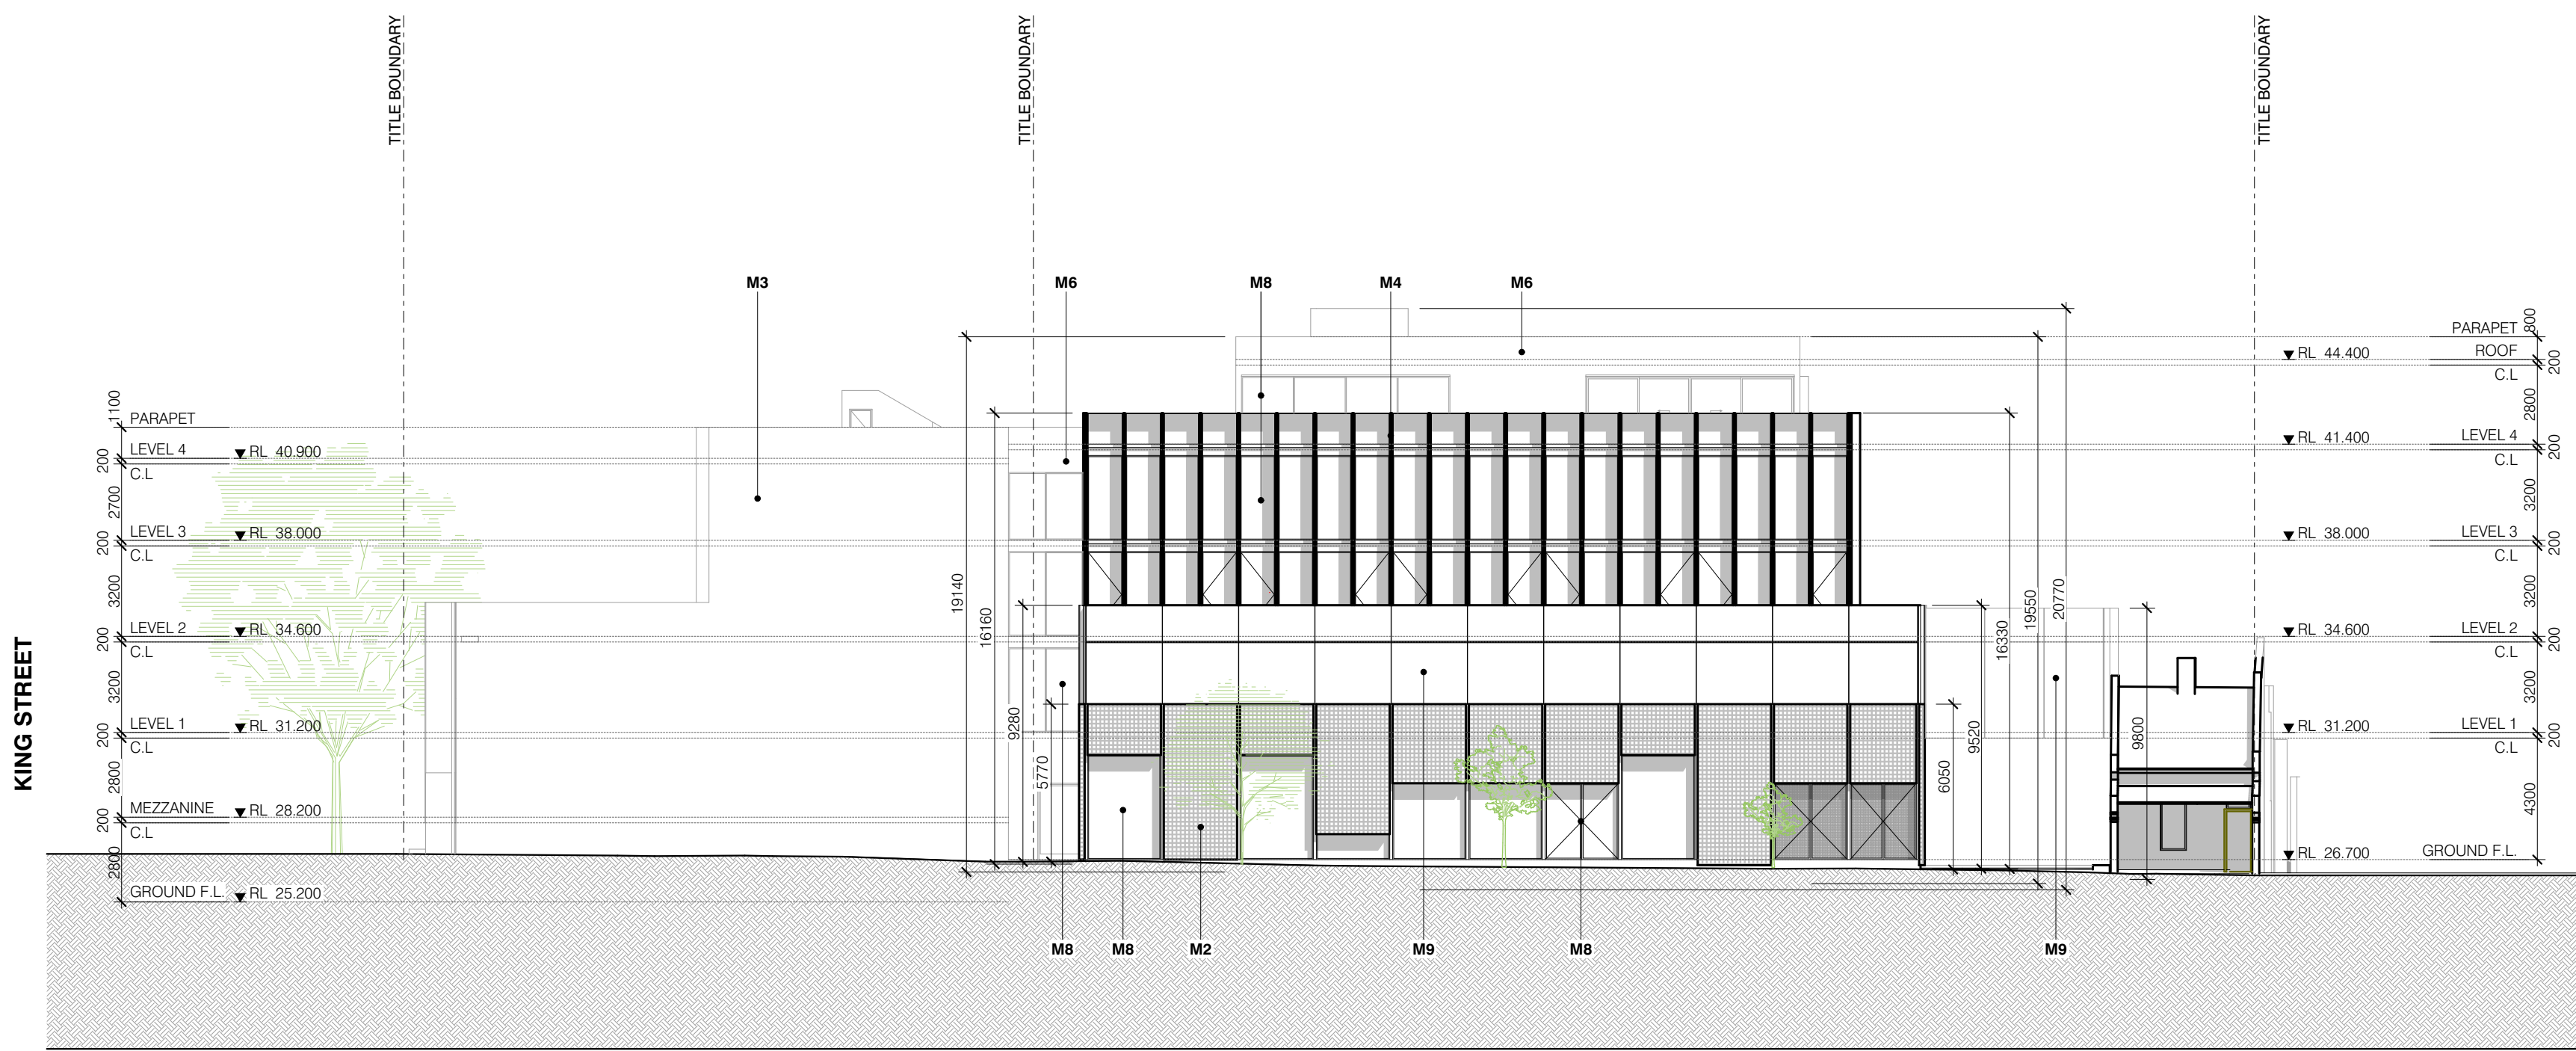 TITLE BOUNDARY
TITLE BOUNDARY
TITLE BOUNDARY
M3
M6
M8
M4
M6
KING STREET
1100
PARAPET
LEVEL 4
RL 40.900
200
C.L
2700
LEVEL 3
RL 38.000
200
C.L
3200
LEVEL 2
RL 34.600
200
C.L
3200
LEVEL 1
RL 31.200
200
C.L
2800
MEZZANINE
RL 28.200
200
C.L
2800
GROUND F.L.
RL 25.200
19140
16160
9280
5770
6050
9520
16330
19550
20770
9800
PARAPET
800
RL 44.400
ROOF
200
C.L
2800
RL 41.400
LEVEL 4
200
C.L
3200
RL 38.000
LEVEL 3
200
C.L
3200
RL 34.600
LEVEL 2
200
C.L
3200
RL 31.200
LEVEL 1
200
C.L
4300
RL 26.700
GROUND F.L.
M8
M8
M2
M9
M8
M9